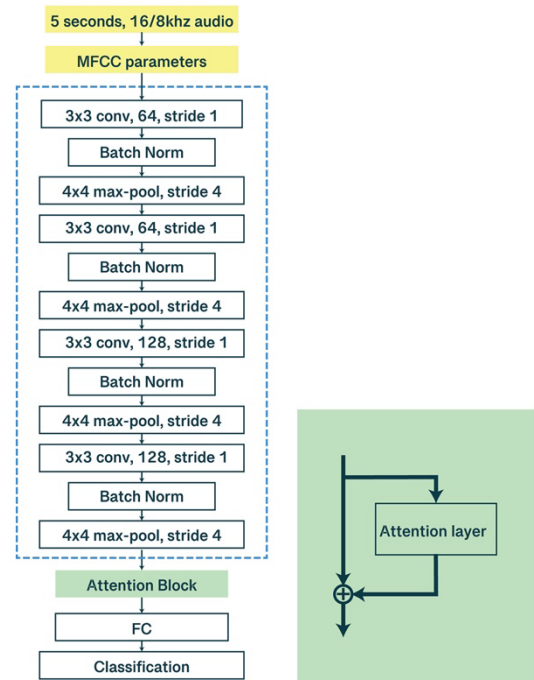 5 seconds, 16/8khz audio
MFCC parameters
3x3 conv, 64, stride 1
Batch Norm
4x4 max-pool, stride 4
3x3 conv, 64, stride 1
Batch Norm
4x4 max-pool, stride 4
3x3 conv, 128, stride 1
Batch Norm
4x4 max-pool, stride 4
3x3 conv, 128, stride 1
Batch Norm
4x4 max-pool, stride 4
Attention Block
FC
Classification
Attention layer